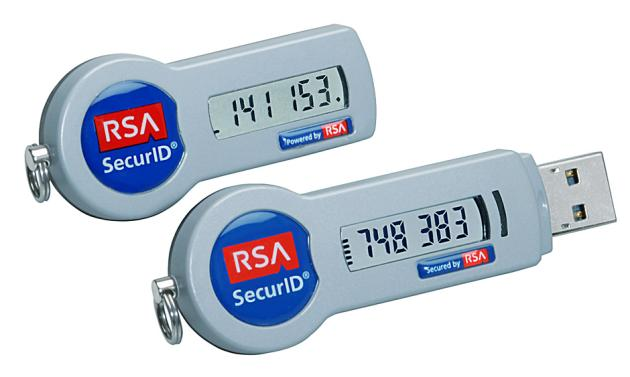 RSA
SecurID®
141 153.
Powered by RSA
RSA
SecurID®
748 383
Secured by RSA